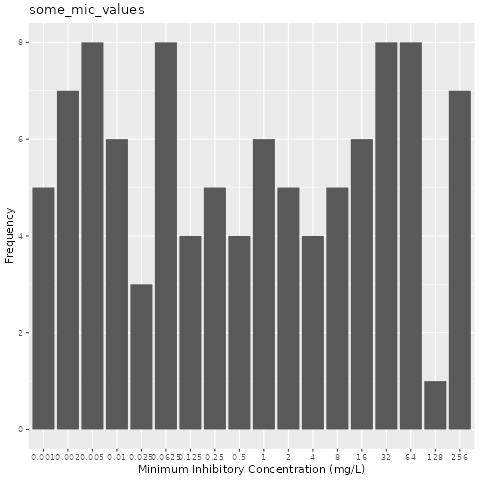 some_mic_values
8
6
4
2
0
Frequency
0.001 0.002 0.005 0.01 0.025 0.0625 0.125 0.25 0.5 1 2 4 8 16 32 64 128 256
Minimum Inhibitory Concentration (mg/L)